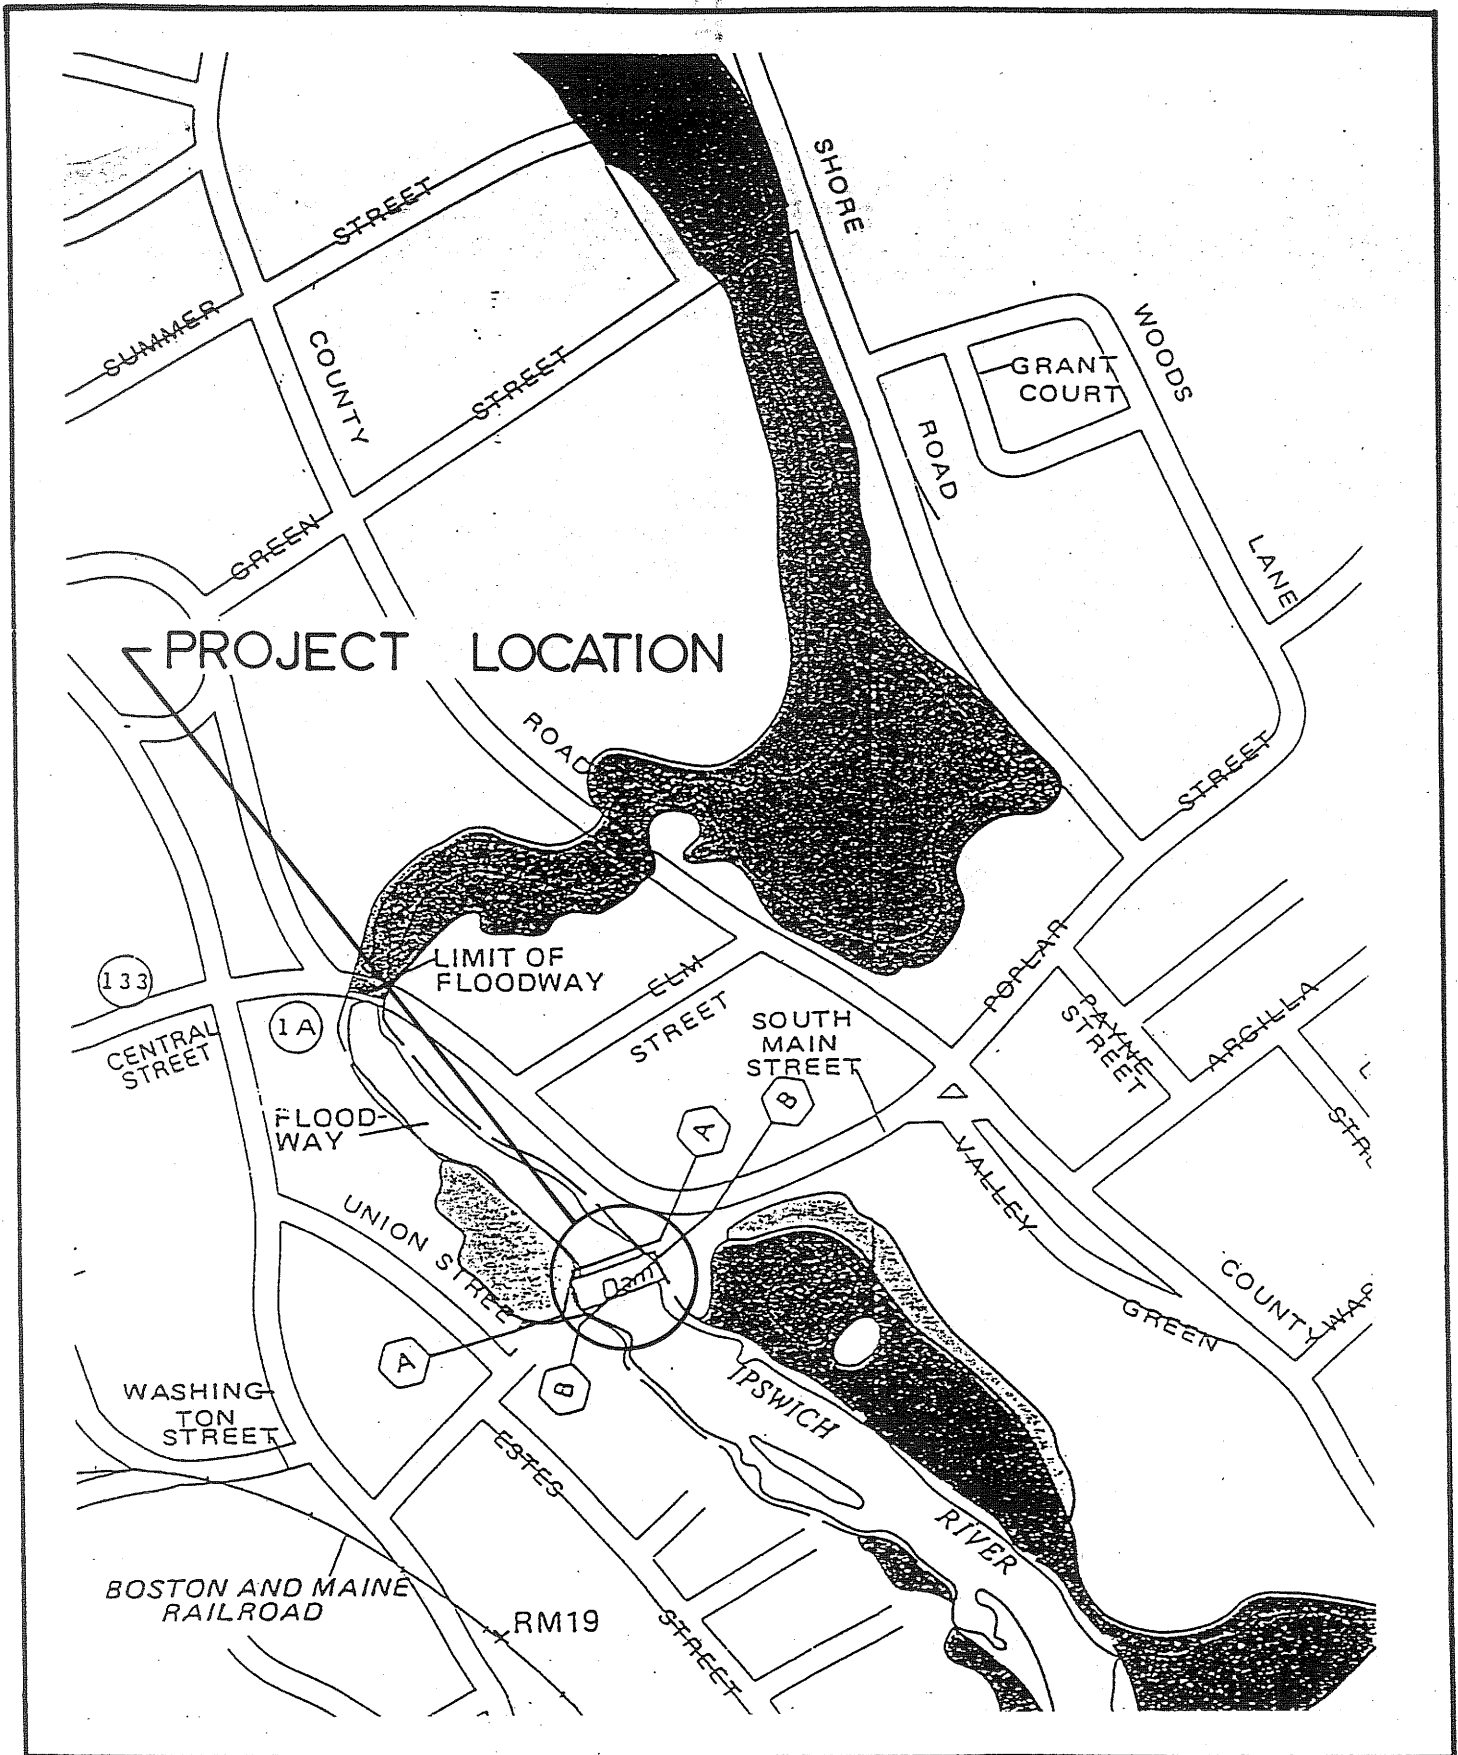 SHORE
STREET
SUMMER
COUNTY
STREET
WOODS
GRANT
COURT
ROAD
GREEN
LANE
PROJECT LOCATION
ROAD
STREET
LIMIT OF
FLOODWAY
133
ELM
STREET
POPLAR
PAYNE
STREET
ARGILLA
1A
CENTRAL
STREET
SOUTH
MAIN
STREET
B
A
FLOOD-
WAY
VALLEY
UNION STREE
Dam
COUNTY
GREEN
A
B
WASHING-
TON
STREET
IPSWICH
RIVER
ESTES
STREET
BOSTON AND MAINE
RAILROAD
RM19